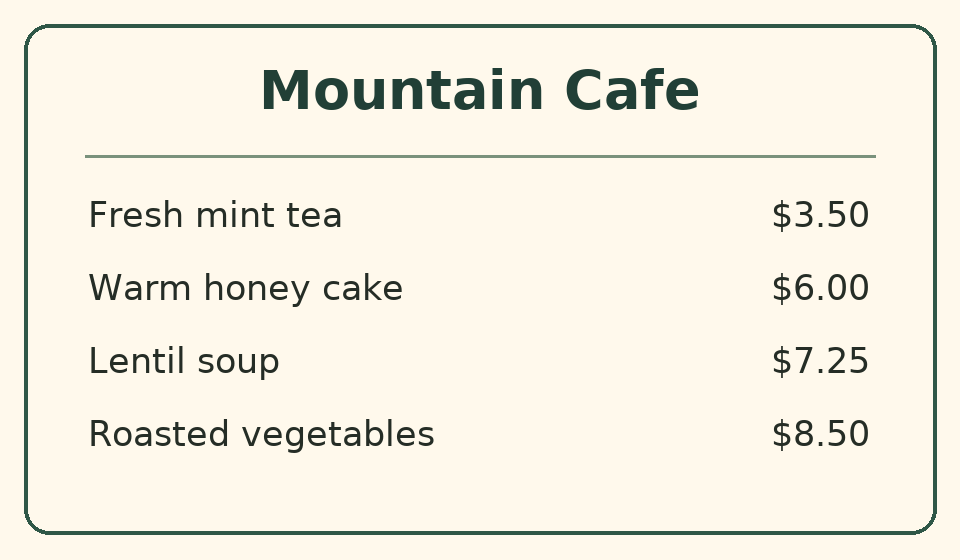 Mountain Cafe
Fresh mint tea $3.50
Warm honey cake $6.00
Lentil soup $7.25
Roasted vegetables $8.50